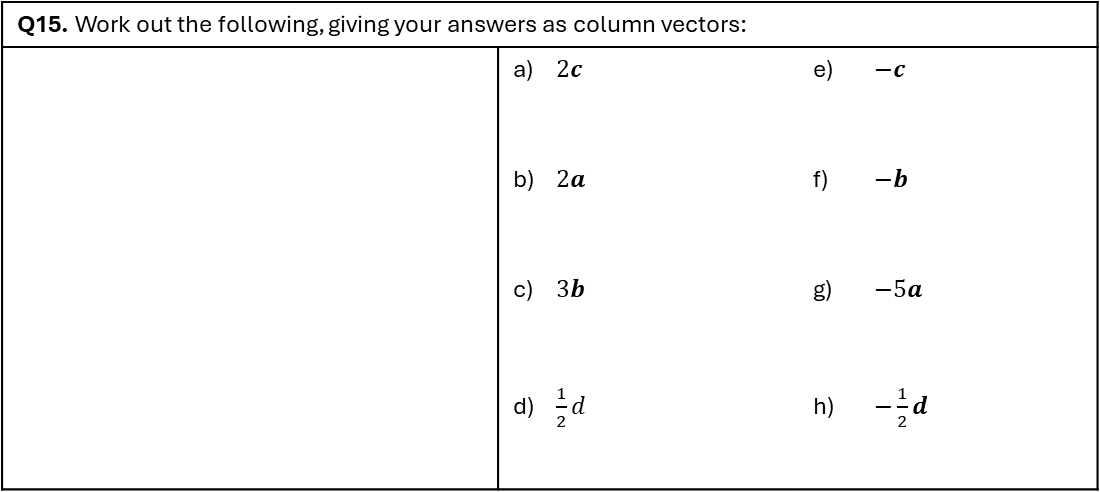 Q15. Work out the following, giving your answers as column vectors:
a) 2c e) −c
b) 2a f) −b
c) 3b g) −5a
d) 1/2 d h) −1/2 d